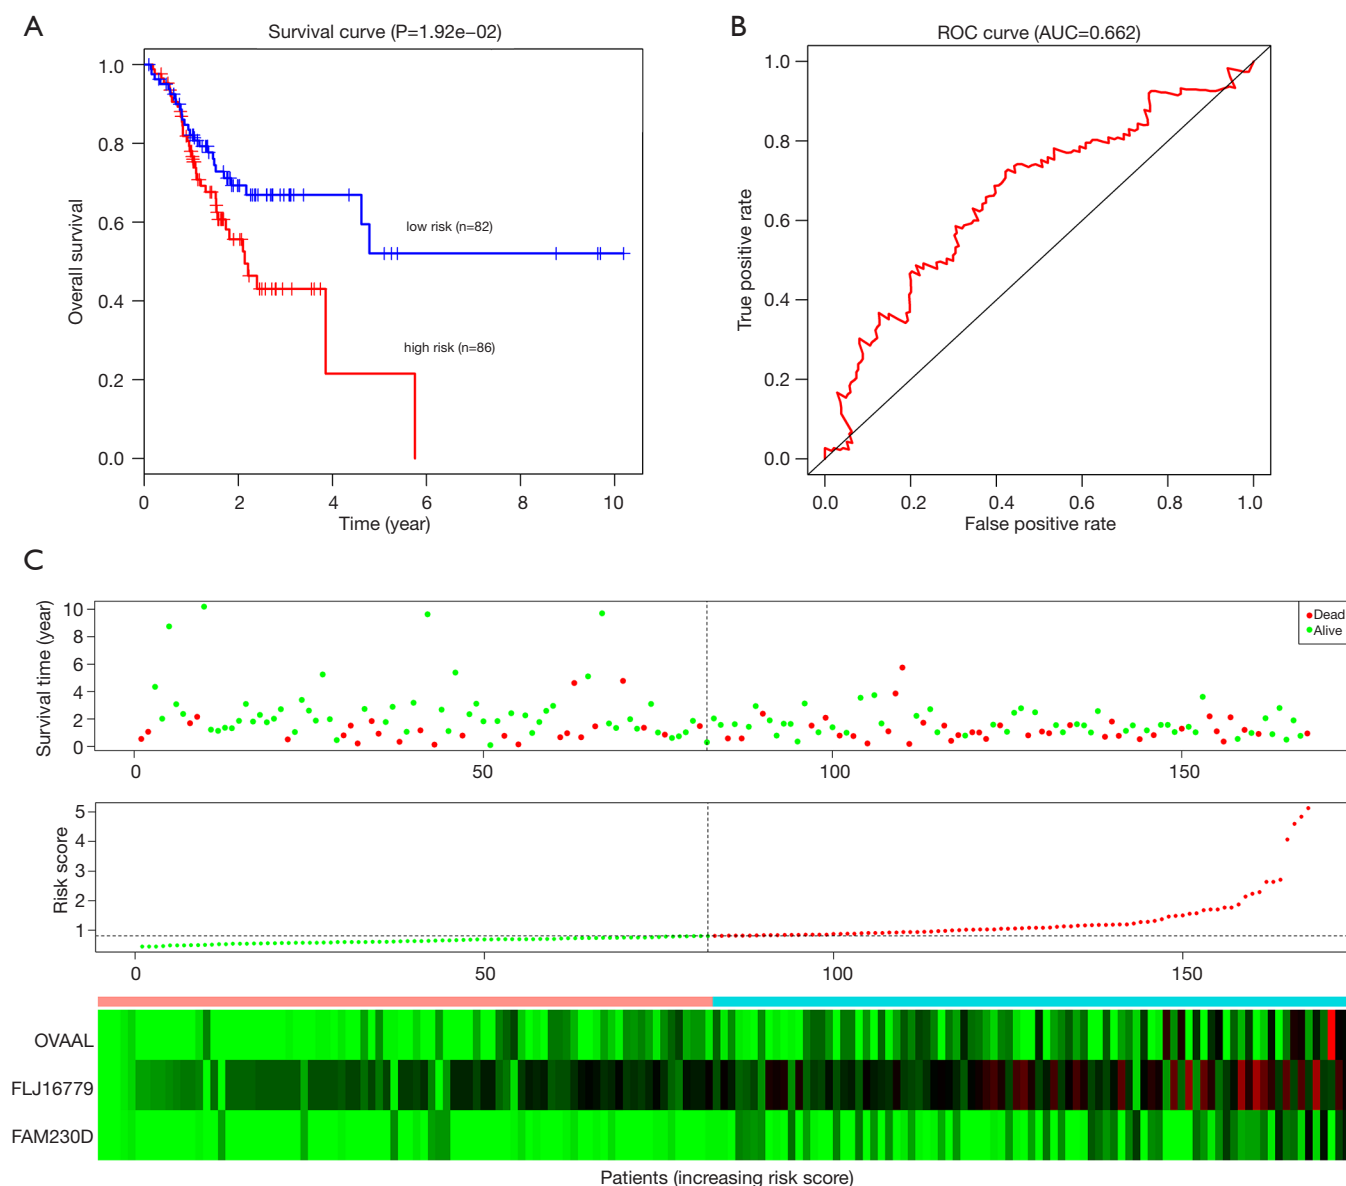 A
Survival curve (P=1.92e−02)
1.0
0.8
0.6
0.4
0.2
0.0
Overall survival
low risk (n=82)
high risk (n=86)
0 2 4 6 8 10
Time (year)
B
ROC curve (AUC=0.662)
1.0
0.8
0.6
0.4
0.2
0.0
True positive rate
0.0 0.2 0.4 0.6 0.8 1.0
False positive rate
C
Survival time (year)
10
8
6
4
2
0
Dead
Alive
0 50 100 150
Risk score
5
4
3
2
1
0 50 100 150
OVAAL
FLJ16779
FAM230D
Patients (increasing risk score)